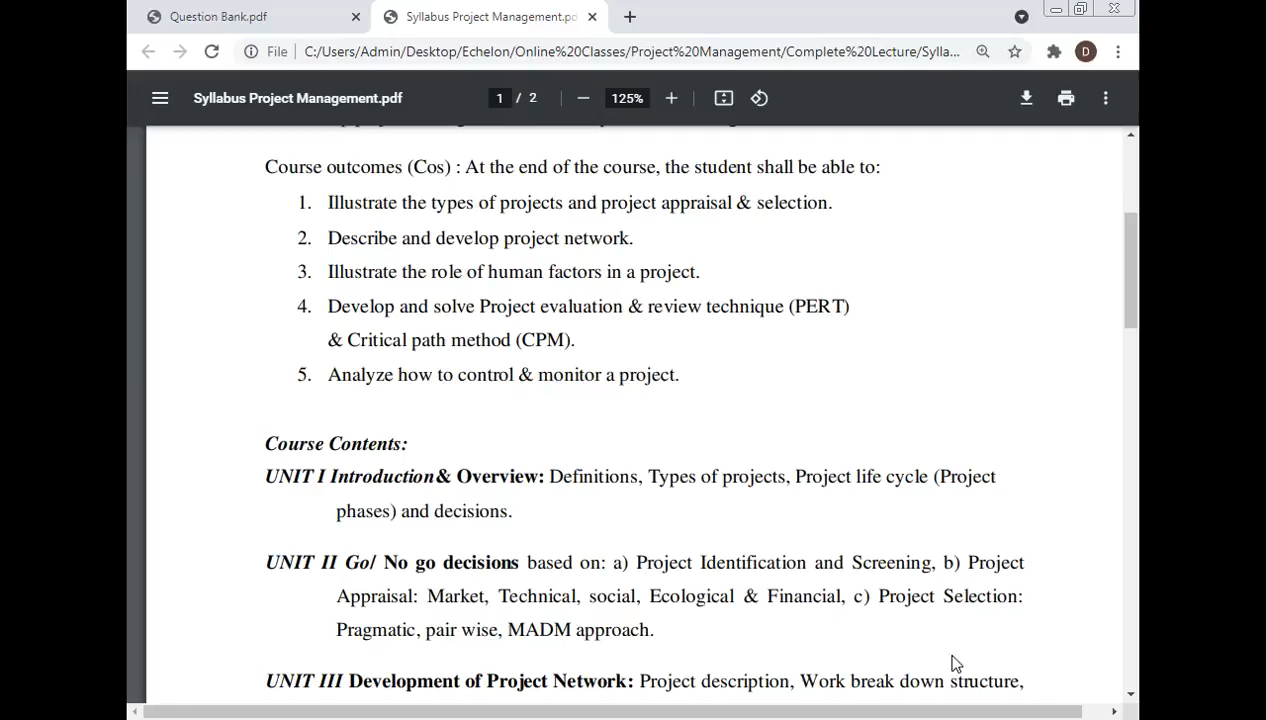 Question Bank.pdf
Syllabus Project Management.pd
File
C:/Users/Admin/Desktop/Echelon/Online%20Classes/Project%20Management/Complete%20Lecture/Sylla...
D
Syllabus Project Management.pdf
1 / 2
125%
Course outcomes (Cos) : At the end of the course, the student shall be able to:
1. Illustrate the types of projects and project appraisal & selection.
2. Describe and develop project network.
3. Illustrate the role of human factors in a project.
4. Develop and solve Project evaluation & review technique (PERT)
& Critical path method (CPM).
5. Analyze how to control & monitor a project.
Course Contents:
UNIT I Introduction& Overview: Definitions, Types of projects, Project life cycle (Project
phases) and decisions.
UNIT II Go/ No go decisions based on: a) Project Identification and Screening, b) Project
Appraisal: Market, Technical, social, Ecological & Financial, c) Project Selection:
Pragmatic, pair wise, MADM approach.
UNIT III Development of Project Network: Project description, Work break down structure,